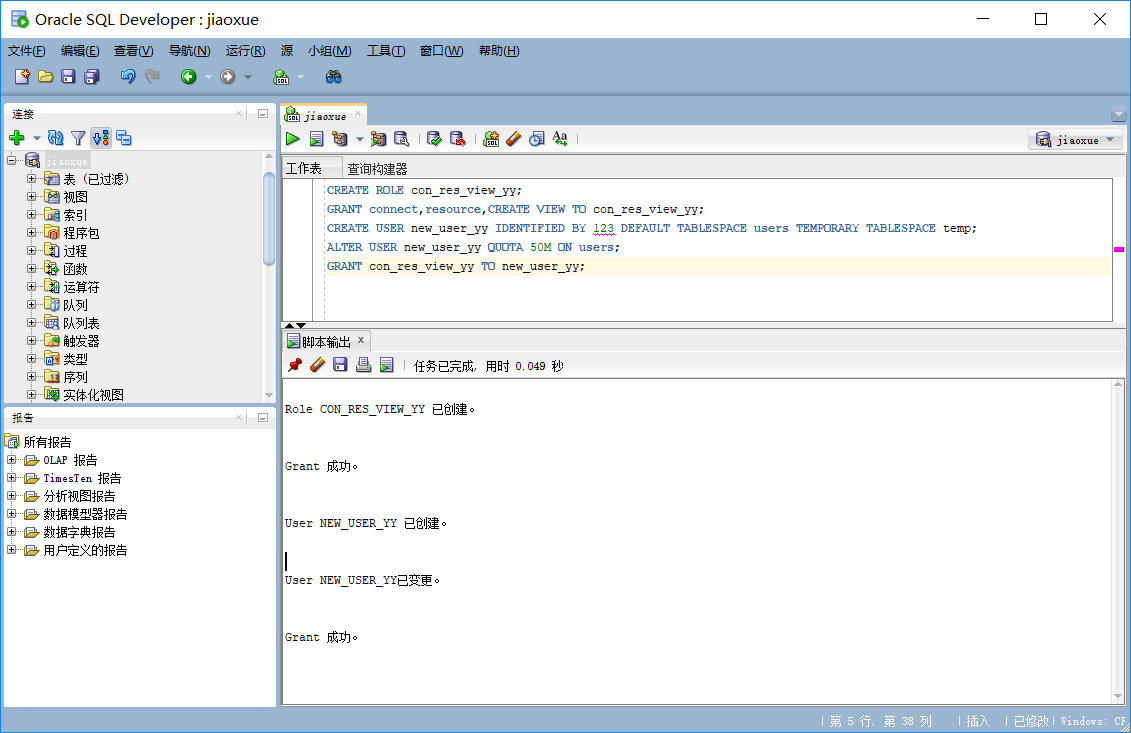 Oracle SQL Developer : jiaoxue
文件(F) 编辑(E) 查看(V) 导航(N) 运行(R) 源 小组(M) 工具(T) 窗口(W) 帮助(H)
连接
jiaoxue
表 (已过滤)
视图
索引
程序包
过程
函数
运算符
队列
队列表
触发器
类型
序列
实体化视图
报告
所有报告
OLAP 报告
TimesTen 报告
分析视图报告
数据模型器报告
数据字典报告
用户定义的报告
jiaoxue
jiaoxue
工作表 查询构建器
CREATE ROLE con_res_view_yy;
GRANT connect,resource,CREATE VIEW TO con_res_view_yy;
CREATE USER new_user_yy IDENTIFIED BY 123 DEFAULT TABLESPACE users TEMPORARY TABLESPACE temp;
ALTER USER new_user_yy QUOTA 50M ON users;
GRANT con_res_view_yy TO new_user_yy;
脚本输出
任务已完成, 用时 0.049 秒
Role CON_RES_VIEW_YY 已创建。
Grant 成功。
User NEW_USER_YY 已创建。
User NEW_USER_YY已变更。
Grant 成功。
第 5 行, 第 38 列 插入 已修改 Windows: CF